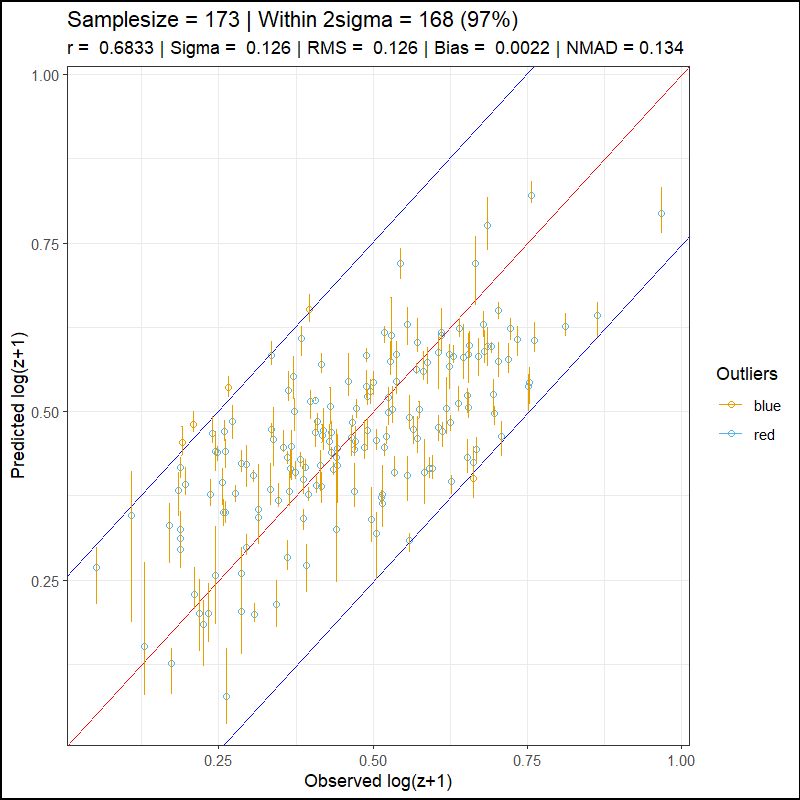 Samplesize = 173 | Within 2sigma = 168 (97%)
r =  0.6833 | Sigma =  0.126 | RMS =  0.126 | Bias =  0.0022 | NMAD = 0.134
1.00
0.75
0.50
0.25
Predicted log(z+1)
0.25 0.50 0.75 1.00
Observed log(z+1)
Outliers
blue
red